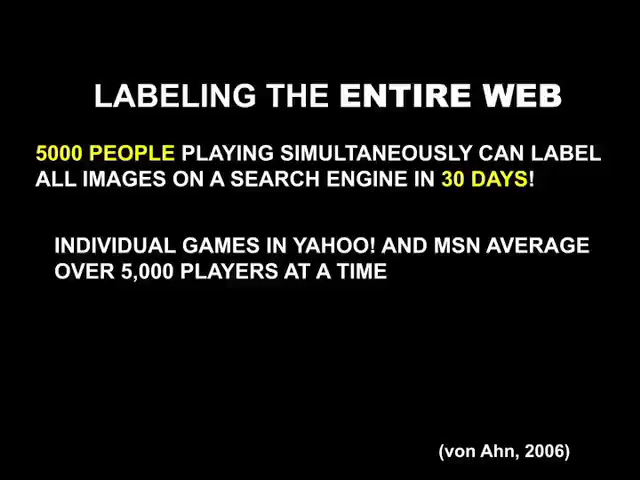 LABELING THE ENTIRE WEB
5000 PEOPLE PLAYING SIMULTANEOUSLY CAN LABEL
ALL IMAGES ON A SEARCH ENGINE IN 30 DAYS!
INDIVIDUAL GAMES IN YAHOO! AND MSN AVERAGE
OVER 5,000 PLAYERS AT A TIME
(von Ahn, 2006)